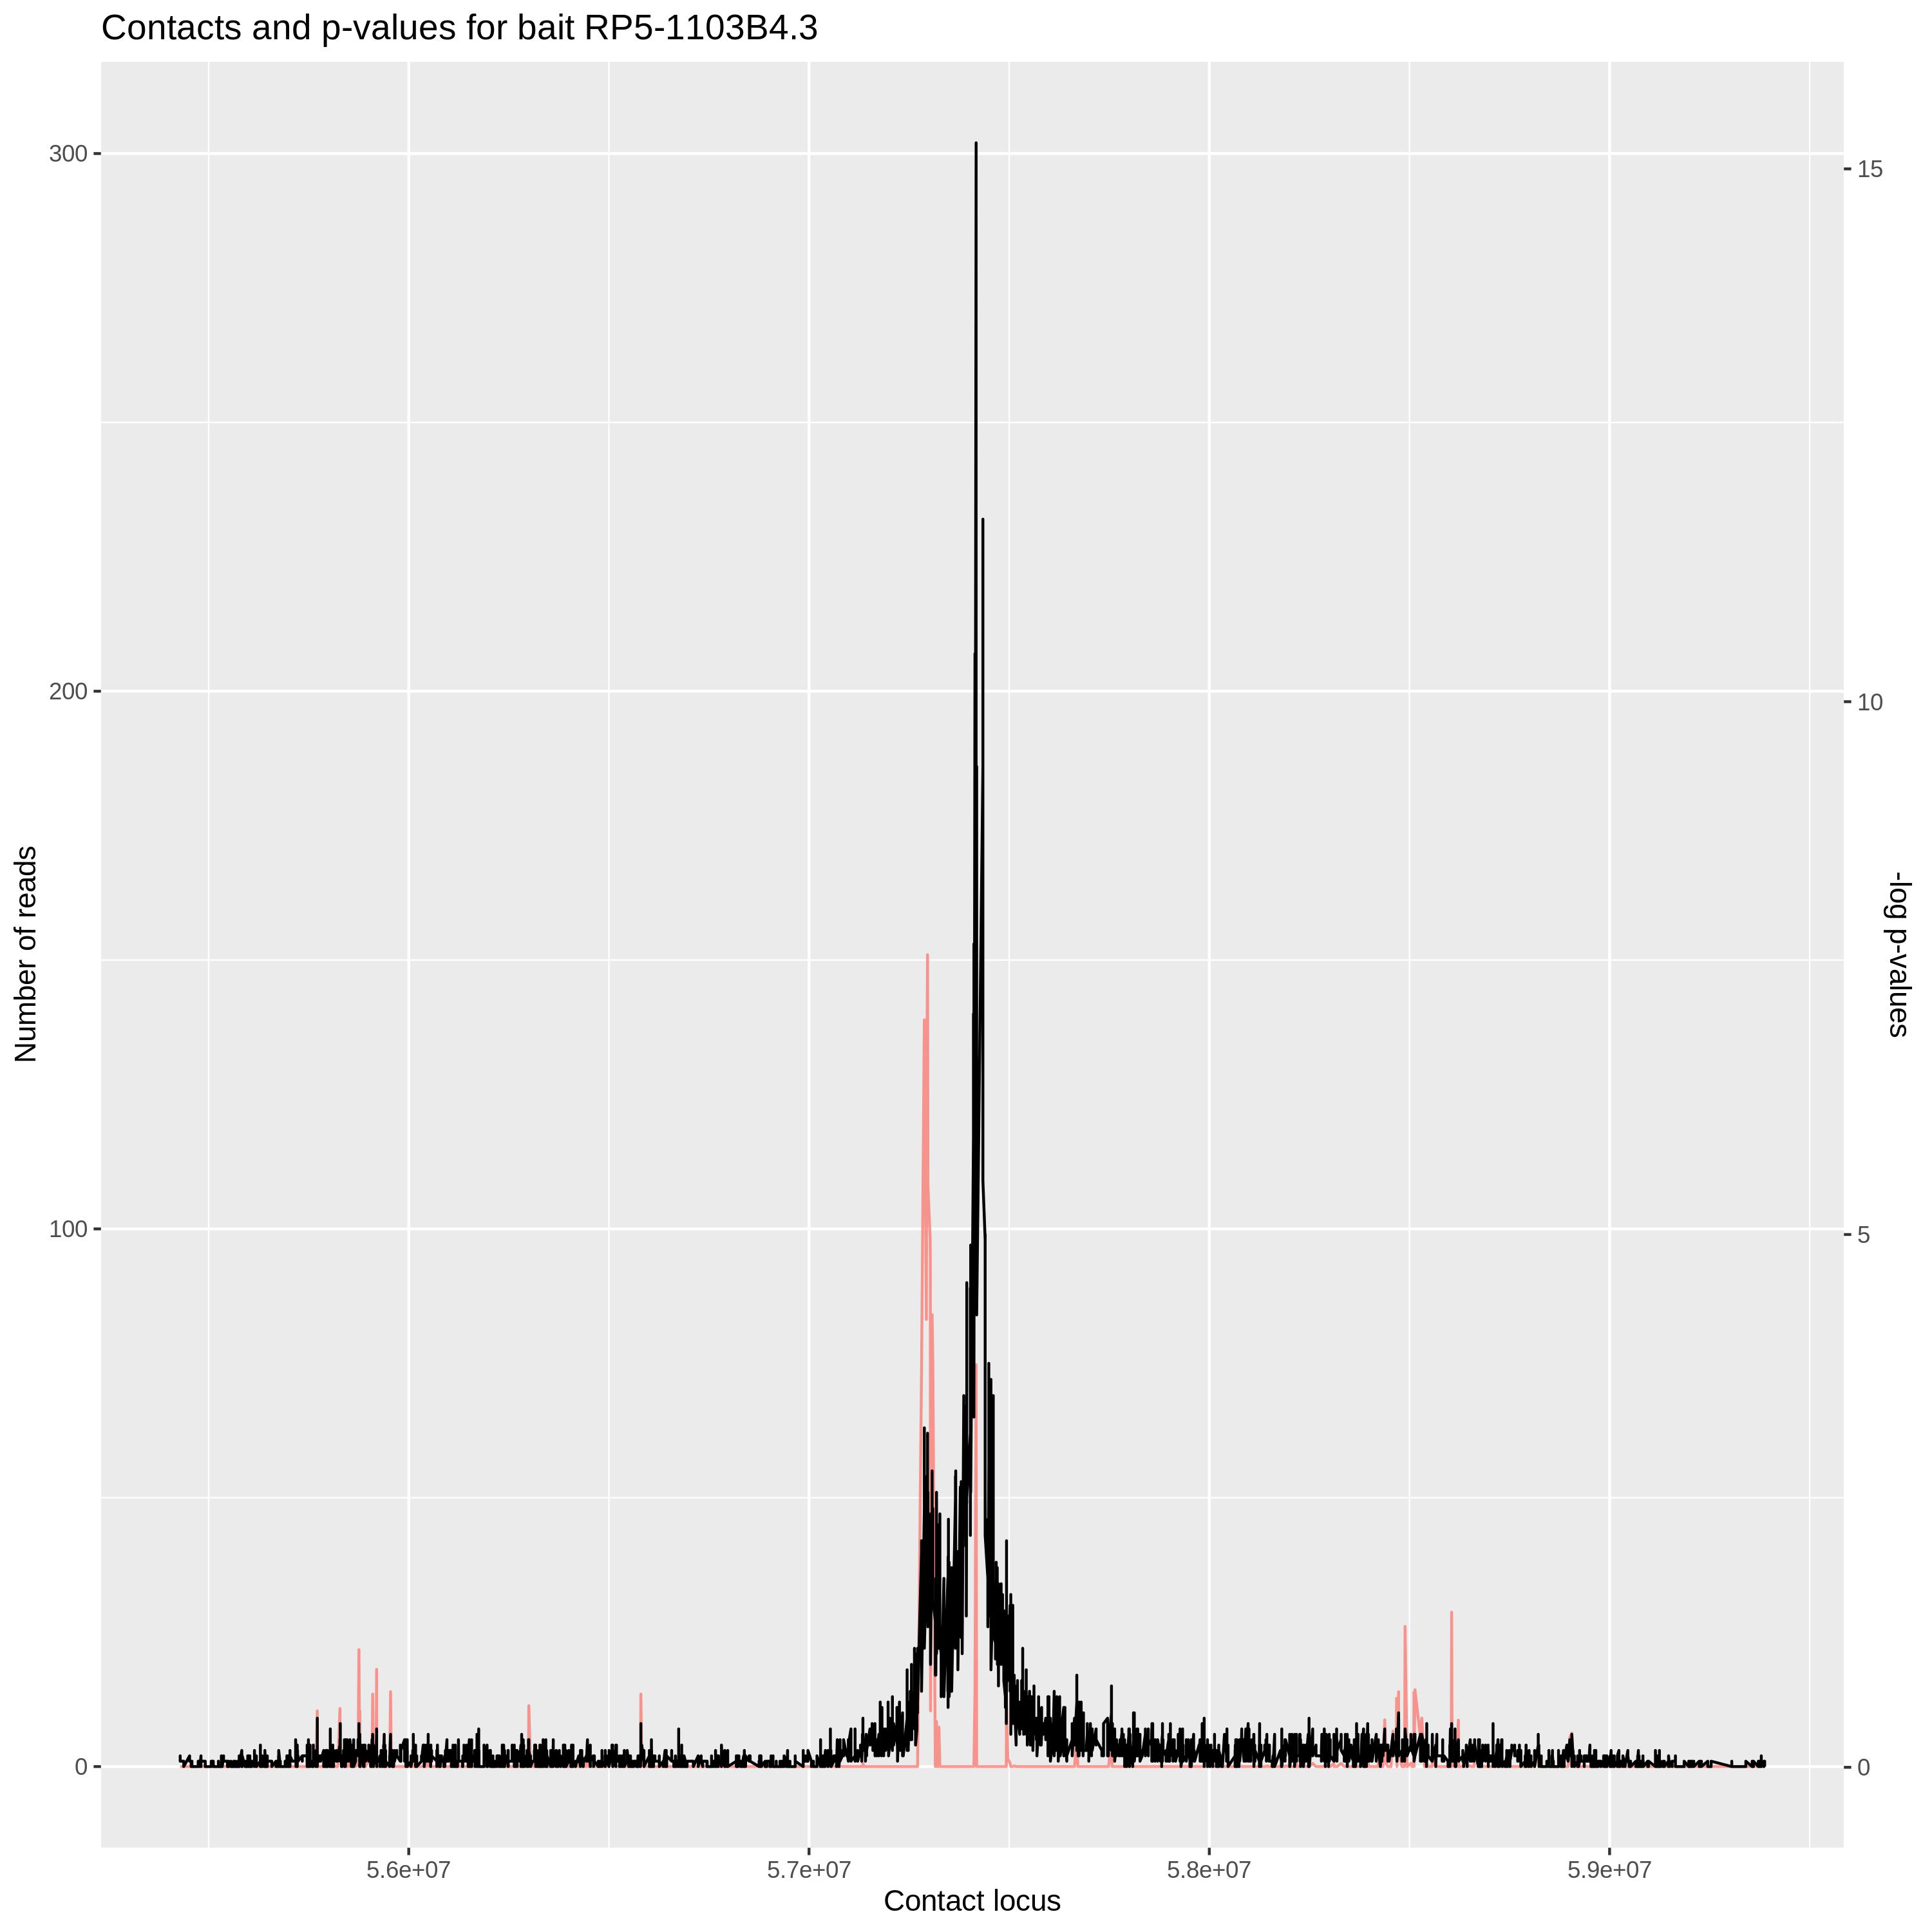 Contacts and p-values for bait RP5-1103B4.3
300
200
100
0
Number of reads
15
10
5
0
-log p-values
5.6e+07
5.7e+07
5.8e+07
5.9e+07
Contact locus